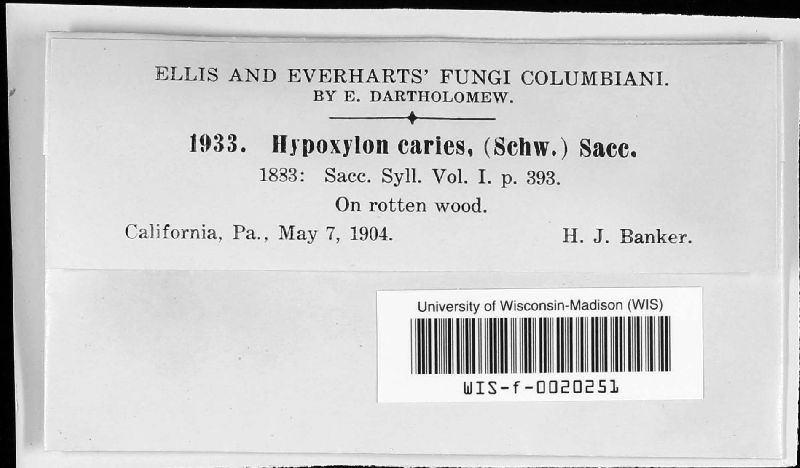 ELLIS AND EVERHARTS' FUNGI COLUMBIANI.
BY E. DARTHOLOMEW.
1933. Hypoxylon caries, (Schw.) Sacc.
1883: Sacc. Syll. Vol. I. p. 393.
On rotten wood.
California, Pa., May 7, 1904. H. J. Banker.
University of Wisconsin-Madison (WIS)
WIS-f-0020251